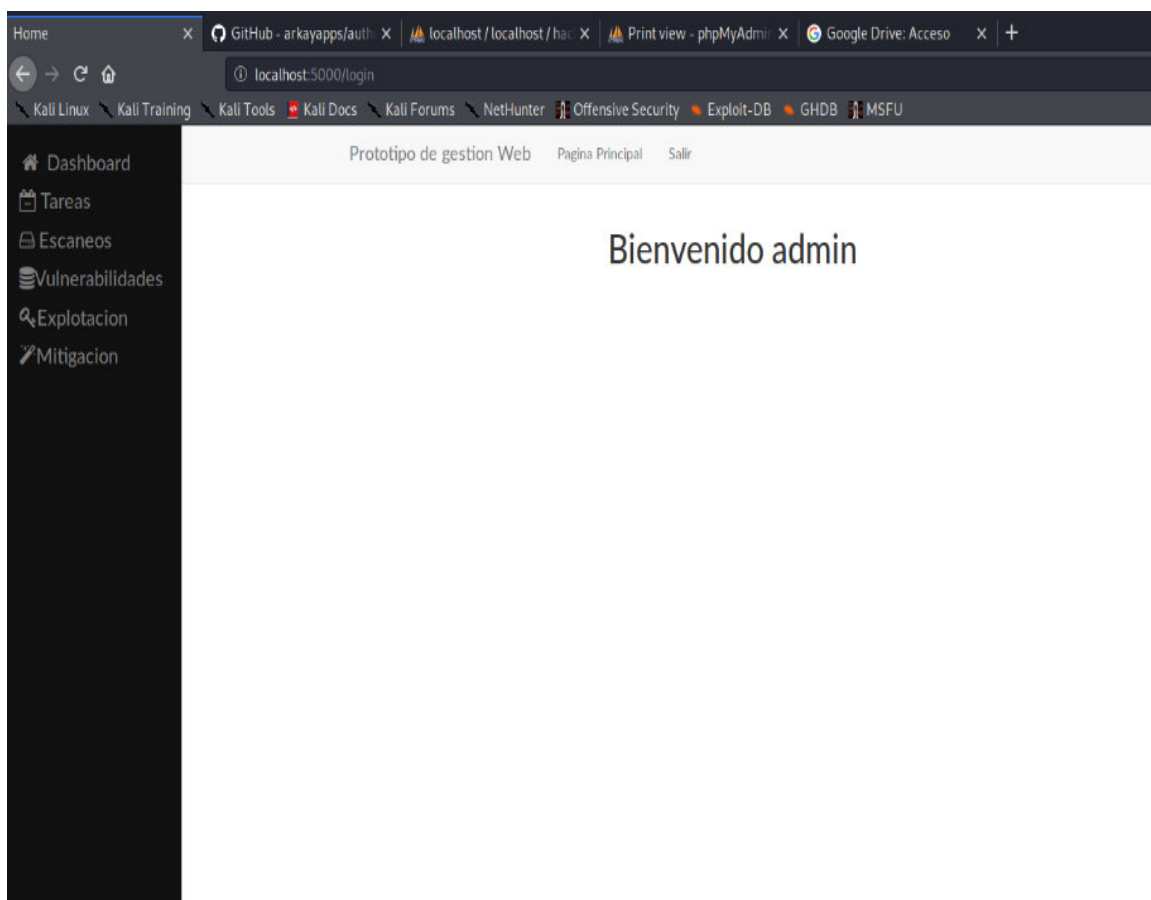 Home
GitHub - arkayapps/auth
localhost / localhost / hac
Print view - phpMyAdmin
Google Drive: Acceso
localhost:5000/login
Kali Linux Kali Training Kali Tools Kali Docs Kali Forums NetHunter Offensive Security Exploit-DB GHDB MSFU
Prototipo de gestion Web Pagina Principal Salir
Dashboard
Tareas
Escaneos
Vulnerabilidades
Explotacion
Mitigacion
Bienvenido admin